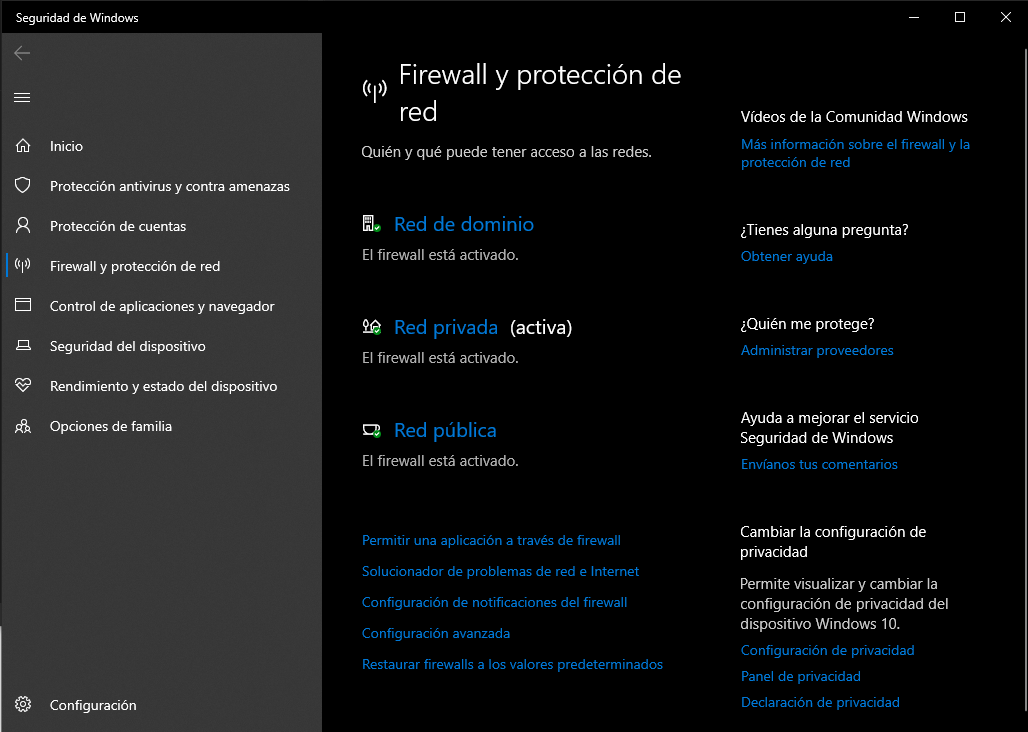 Seguridad de Windows
Inicio
Protección antivirus y contra amenazas
Protección de cuentas
Firewall y protección de red
Control de aplicaciones y navegador
Seguridad del dispositivo
Rendimiento y estado del dispositivo
Opciones de familia
Configuración
Firewall y protección de
red
Quién y qué puede tener acceso a las redes.
Red de dominio
El firewall está activado.
Red privada (activa)
El firewall está activado.
Red pública
El firewall está activado.
Permitir una aplicación a través de firewall
Solucionador de problemas de red e Internet
Configuración de notificaciones del firewall
Configuración avanzada
Restaurar firewalls a los valores predeterminados
Vídeos de la Comunidad Windows
Más información sobre el firewall y la
protección de red
¿Tienes alguna pregunta?
Obtener ayuda
¿Quién me protege?
Administrar proveedores
Ayuda a mejorar el servicio
Seguridad de Windows
Envíanos tus comentarios
Cambiar la configuración de
privacidad
Permite visualizar y cambiar la
configuración de privacidad del
dispositivo Windows 10.
Configuración de privacidad
Panel de privacidad
Declaración de privacidad